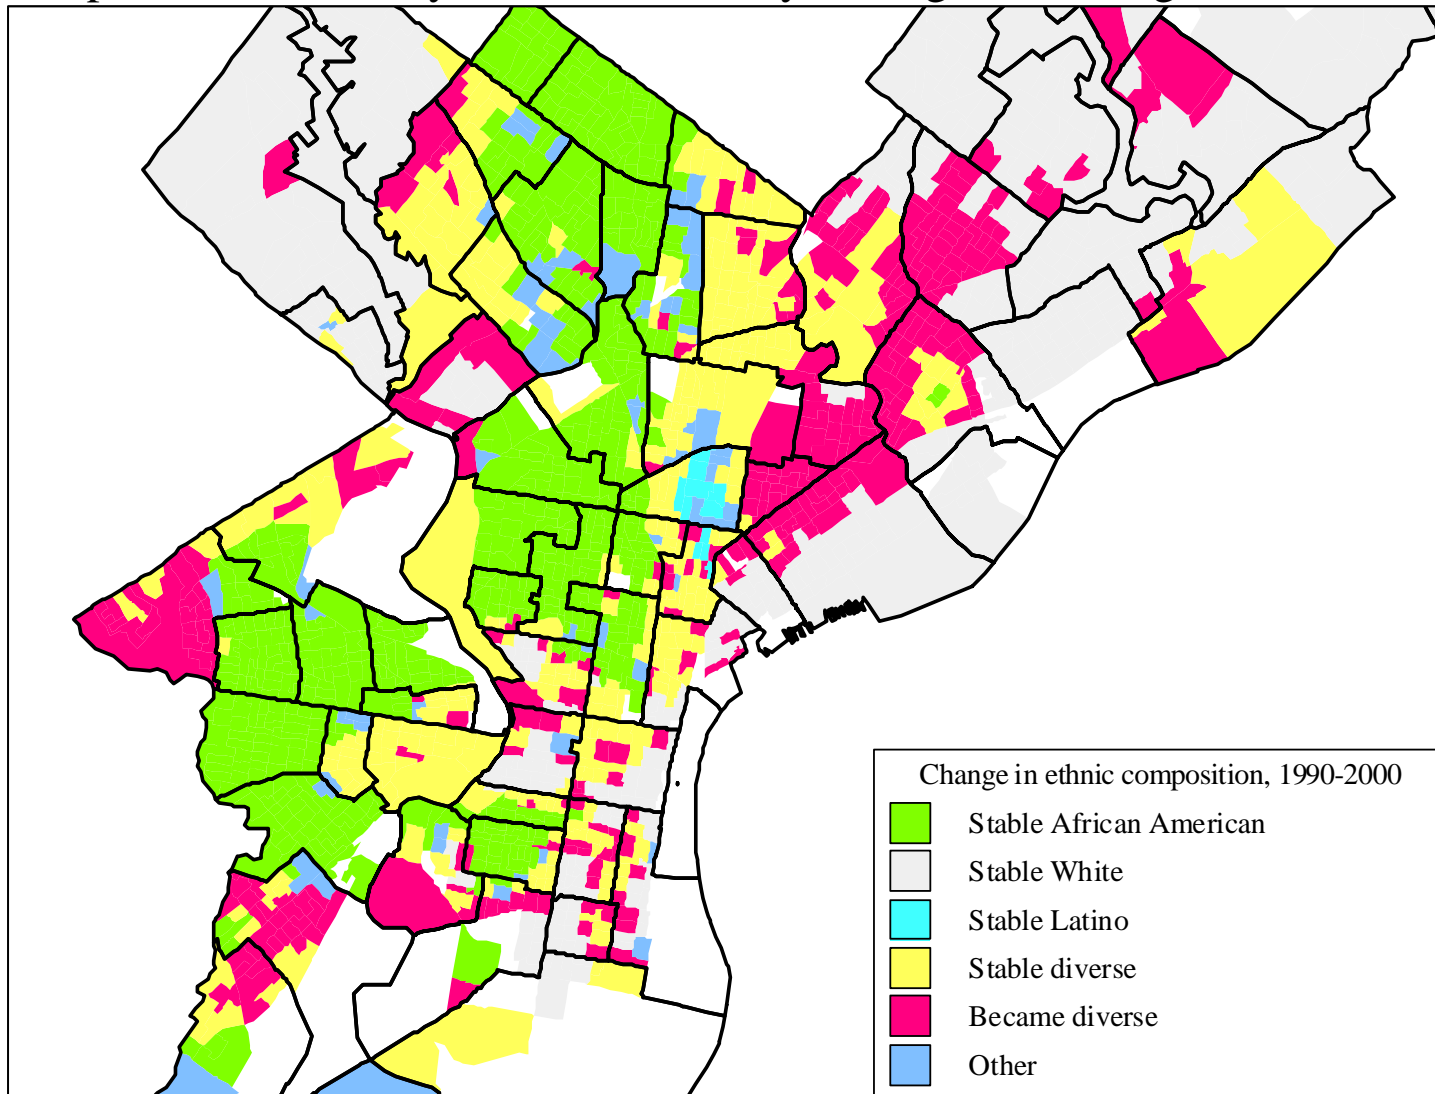 Change in ethnic composition, 1990-2000
Stable African American
Stable White
Stable Latino
Stable diverse
Became diverse
Other